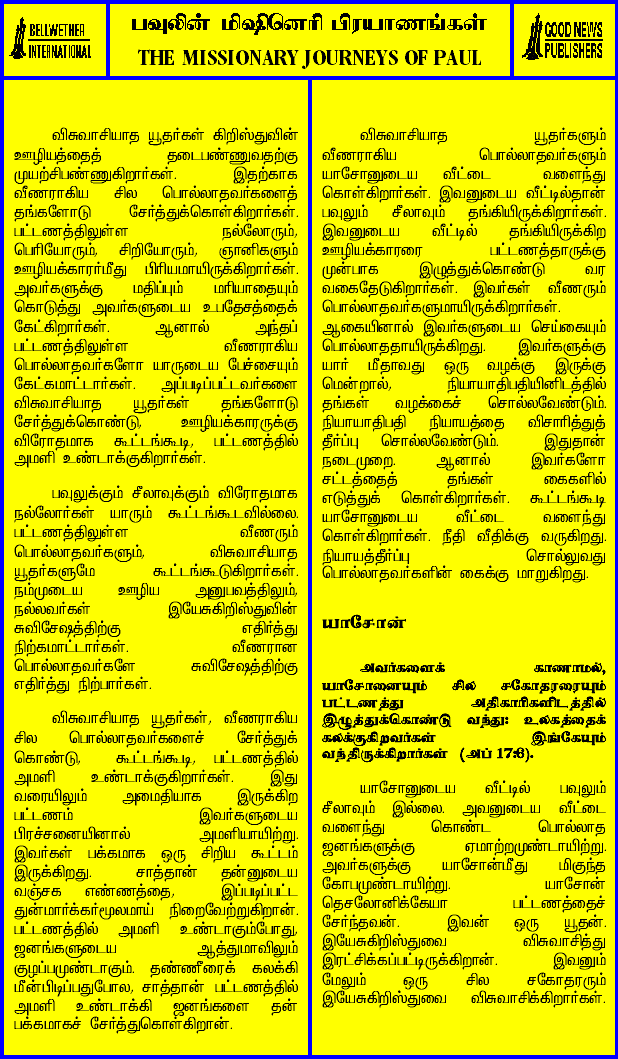 BELLWETHER
INTERNATIONAL
பவுலின் மிஷினெரி பிரயாணங்கள்
THE MISSIONARY JOURNEYS OF PAUL
GOOD NEWS
PUBLISHERS
விசுவாசியாத யூதர்கள் கிறிஸ்துவின்
ஊழியத்தைத் தடைபண்ணுவதற்கு
முயற்சிபண்ணுகிறார்கள். இதற்காக
வீணராகிய சில பொல்லாதவர்களைத்
தங்களோடு சேர்த்துக்கொள்கிறார்கள்.
பட்டணத்திலுள்ள நல்லோரும்,
பெரியோரும், சிறியோரும், ஞானிகளும்
ஊழியக்காரர்மீது பிரியமாயிருக்கிறார்கள்.
அவர்களுக்கு மதிப்பும் மரியாதையும்
கொடுத்து அவர்களுடைய உபதேசத்தைக்
கேட்கிறார்கள். ஆனால் அந்தப்
பட்டணத்திலுள்ள வீணராகிய
பொல்லாதவர்களோ யாருடைய பேச்சையும்
கேட்கமாட்டார்கள். அப்படிப்பட்டவர்களை
விசுவாசியாத யூதர்கள் தங்களோடு
சேர்த்துக்கொண்டு, ஊழியக்காரருக்கு
விரோதமாக கூட்டங்கூடி, பட்டணத்தில்
அமளி உண்டாக்குகிறார்கள்.
பவுலுக்கும் சீலாவுக்கும் விரோதமாக
நல்லோர்கள் யாரும் கூட்டங்கூடவில்லை.
பட்டணத்திலுள்ள வீணரும்
பொல்லாதவர்களும், விசுவாசியாத
யூதர்களுமே கூட்டங்கூடுகிறார்கள்.
நம்முடைய ஊழிய அனுபவத்திலும்,
நல்லவர்கள் இயேசுகிறிஸ்துவின்
சுவிசேஷத்திற்கு எதிர்த்து
நிற்கமாட்டார்கள். வீணரான
பொல்லாதவர்களே சுவிசேஷத்திற்கு
எதிர்த்து நிற்பார்கள்.
விசுவாசியாத யூதர்கள், வீணராகிய
சில பொல்லாதவர்களைச் சேர்த்துக்
கொண்டு, கூட்டங்கூடி, பட்டணத்தில்
அமளி உண்டாக்குகிறார்கள். இது
வரையிலும் அமைதியாக இருக்கிற
பட்டணம் இவர்களுடைய
பிரச்சனையினால் அமளியாயிற்று.
இவர்கள் பக்கமாக ஒரு சிறிய கூட்டம்
இருக்கிறது. சாத்தான் தன்னுடைய
வஞ்சக எண்ணத்தை, இப்படிப்பட்ட
துன்மார்க்கர்மூலமாய் நிறைவேற்றுகிறான்.
பட்டணத்தில் அமளி உண்டாகும்போது,
ஜனங்களுடைய ஆத்துமாவிலும்
குழப்பமுண்டாகும். தண்ணீரைக் கலக்கி
மீன்பிடிப்பதுபோல, சாத்தான் பட்டணத்தில்
அமளி உண்டாக்கி ஜனங்களை தன்
பக்கமாகச் சேர்த்துகொள்கிறான்.
விசுவாசியாத யூதர்களும்
வீணராகிய பொல்லாதவர்களும்
யாசோனுடைய வீட்டை வளைந்து
கொள்கிறார்கள். இவனுடைய வீட்டில்தான்
பவுலும் சீலாவும் தங்கியிருக்கிறார்கள்.
இவனுடைய வீட்டில் தங்கியிருக்கிற
ஊழியக்காரரை பட்டணத்தாருக்கு
முன்பாக இழுத்துக்கொண்டு வர
வகைதேடுகிறார்கள். இவர்கள் வீணரும்
பொல்லாதவர்களுமாயிருக்கிறார்கள்.
ஆகையினால் இவர்களுடைய செய்கையும்
பொல்லாததாயிருக்கிறது. இவர்களுக்கு
யார் மீதாவது ஒரு வழக்கு இருக்கு
மென்றால், நியாயாதிபதியினிடத்தில்
தங்கள் வழக்கைச் சொல்லவேண்டும்.
நியாயாதிபதி நியாயத்தை விசாரித்துத்
தீர்ப்பு சொல்லவேண்டும். இதுதான்
நடைமுறை. ஆனால் இவர்களோ
சட்டத்தைத் தங்கள் கைகளில்
எடுத்துக் கொள்கிறார்கள். கூட்டங்கூடி
யாசோனுடைய வீட்டை வளைந்து
கொள்கிறார்கள். நீதி வீதிக்கு வருகிறது.
நியாயத்தீர்ப்பு சொல்லுவது
பொல்லாதவர்களின் கைக்கு மாறுகிறது.
யாசோன்
அவர்களைக் காணாமல்,
யாசோனையும் சில சகோதரரையும்
பட்டணத்து அதிகாரிகளிடத்தில்
இழுத்துக்கொண்டு வந்து: உலகத்தைக்
கலக்குகிறவர்கள் இங்கேயும்
வந்திருக்கிறார்கள் (அப் 17:6).
யாசோனுடைய வீட்டில் பவுலும்
சீலாவும் இல்லை. அவனுடைய வீட்டை
வளைந்து கொண்ட பொல்லாத
ஜனங்களுக்கு ஏமாற்றமுண்டாயிற்று.
அவர்களுக்கு யாசோன்மீது மிகுந்த
கோபமுண்டாயிற்று. யாசோன்
தெசலோனிக்கேயா பட்டணத்தைச்
சேர்ந்தவன். இவன் ஒரு யூதன்.
இயேசுகிறிஸ்துவை விசுவாசித்து
இரட்சிக்கப்பட்டிருக்கிறான். இவனும்
மேலும் ஒரு சில சகோதரரும்
இயேசுகிறிஸ்துவை விசுவாசிக்கிறார்கள்.